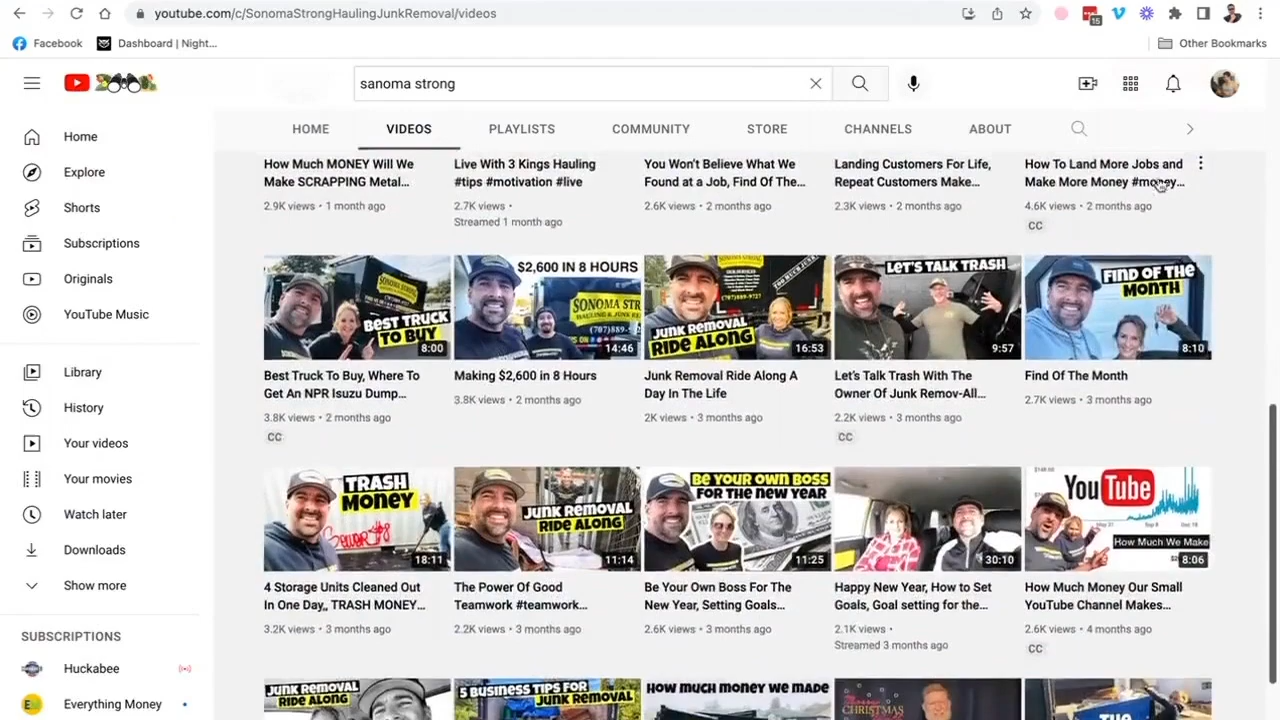 youtube.com/c/SonomaStrongHaulingJunkRemoval/videos
15
Facebook
Dashboard | Night...
Other Bookmarks
sanoma strong
HOME
VIDEOS
PLAYLISTS
COMMUNITY
STORE
CHANNELS
ABOUT
Home
Explore
Shorts
Subscriptions
Originals
YouTube Music
Library
History
Your videos
Your movies
Watch later
Downloads
Show more
SUBSCRIPTIONS
Huckabee
Everything Money
How Much MONEY Will We
Make SCRAPPING Metal...
2.9K views • 1 month ago
Live With 3 Kings Hauling
#tips #motivation #live
2.7K views •
Streamed 1 month ago
You Won't Believe What We
Found at a Job, Find Of The...
2.6K views • 2 months ago
Landing Customers For Life,
Repeat Customers Make...
2.3K views • 2 months ago
How To Land More Jobs and
Make More Money #money...
4.6K views • 2 months ago
CC
BEST TRUCK
TO BUY
8:00
Best Truck To Buy, Where To
Get An NPR Isuzu Dump...
3.8K views • 2 months ago
CC
$2,600 IN 8 HOURS
SONOMA STR
HAULING & JUNK RE
(707)889-
14:46
Making $2,600 in 8 Hours
3.8K views • 2 months ago
(707)889-9727
JUNK REMOVAL
RIDE ALONG
16:53
Junk Removal Ride Along A
Day In The Life
2K views • 3 months ago
LET'S TALK TRASH
9:57
Let's Talk Trash With The
Owner Of Junk Remov-All...
2.2K views • 3 months ago
CC
FIND OF THE
MONTH
8:10
Find Of The Month
2.7K views • 3 months ago
TRASH
MONEY
18:11
4 Storage Units Cleaned Out
In One Day,, TRASH MONEY...
3.2K views • 3 months ago
JUNK REMOVAL
RIDE ALONG
11:14
The Power Of Good
Teamwork #teamwork...
2.2K views • 3 months ago
BE YOUR OWN BOSS
FOR THE NEW YEAR
11:25
Be Your Own Boss For The
New Year, Setting Goals...
2.6K views • 3 months ago
30:10
Happy New Year, How to Set
Goals, Goal setting for the...
2.1K views •
Streamed 3 months ago
YouTube
How Much We Make
8:06
How Much Money Our Small
YouTube Channel Makes...
2.6K views • 4 months ago
CC
JUNK REMOVAL
RIDE ALONG
5 BUSINESS TIPS FOR
JUNK REMOVAL
HOW MUCH MONEY WE MADE
CHRISTMAS
THE